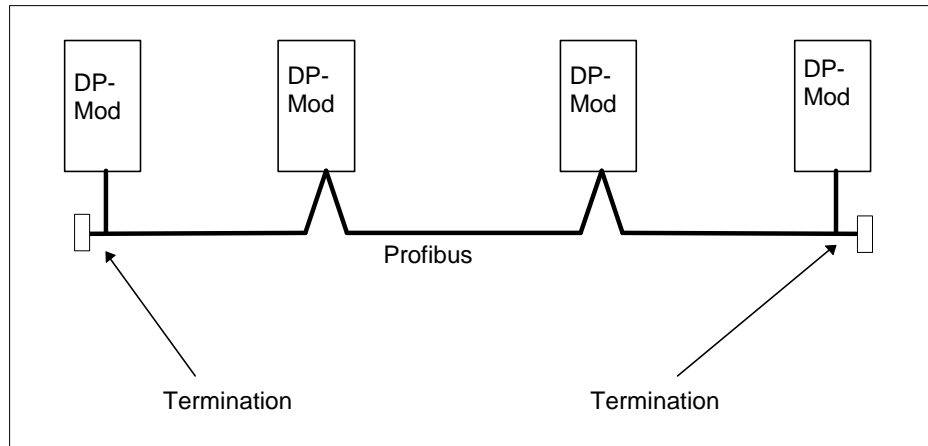 DP-
Mod
DP-
Mod
DP-
Mod
DP-
Mod
Profibus
Termination
Termination